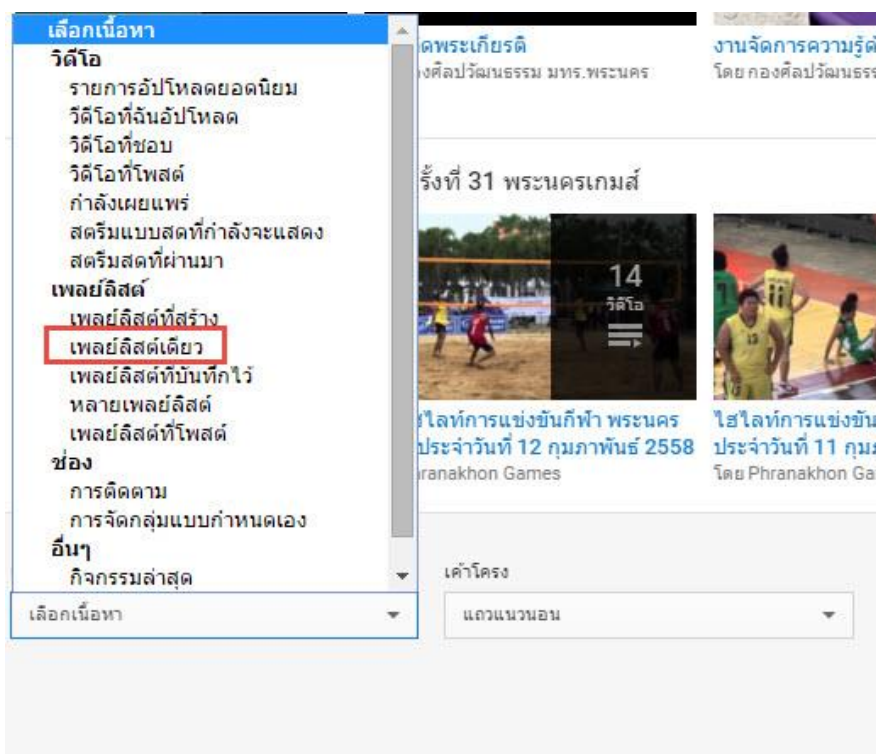 เลือกเนื้อหา
วิดีโอ
รายการอัปโหลดยอดนิยม
วีดีโอที่ฉันอัปโหลด
วิดีโอที่ชอบ
วิดีโอที่โพสต์
กำลังเผยแพร่
สตรีมแบบสดที่กำลังจะแสดง
สตรีมสดที่ผ่านมา
เพลย์ลิสต์
เพลย์ลิสต์ที่สร้าง
เพลย์ลิสต์เดียว
เพลย์ลิสต์ที่บันทึกไว้
หลายเพลย์ลิสต์
เพลย์ลิสต์ที่โพสต์
ช่อง
การติดตาม
การจัดกลุ่มแบบกำหนดเอง
อื่นๆ
กิจกรรมล่าสุด
เลือกเนื้อหา
ดพระเกียรติ
งศิลปวัฒนธรรม มทร.พระนคร
งานจัดการความรู้ด้
โดย กองศิลปวัฒนธรร
รั้งที่ 31 พระนครเกมส์
14
วิดีโอ
ไลท์การแข่งขันกีฬา พระนคร
ประจำวันที่ 12 กุมภาพันธ์ 2558
ranakhon Games
ไฮไลท์การแข่งขัน
ประจำวันที่ 11 กุม
โดย Phranakhon Ga
เค้าโครง
แถวแนวนอน